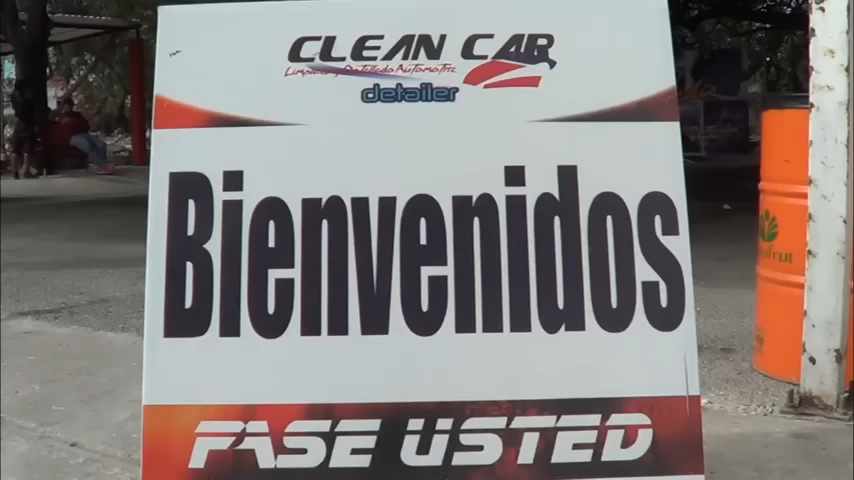 CLEAN CAR
Limpieza y Detallado Automotriz
detailer
Bienvenidos
PASE USTED